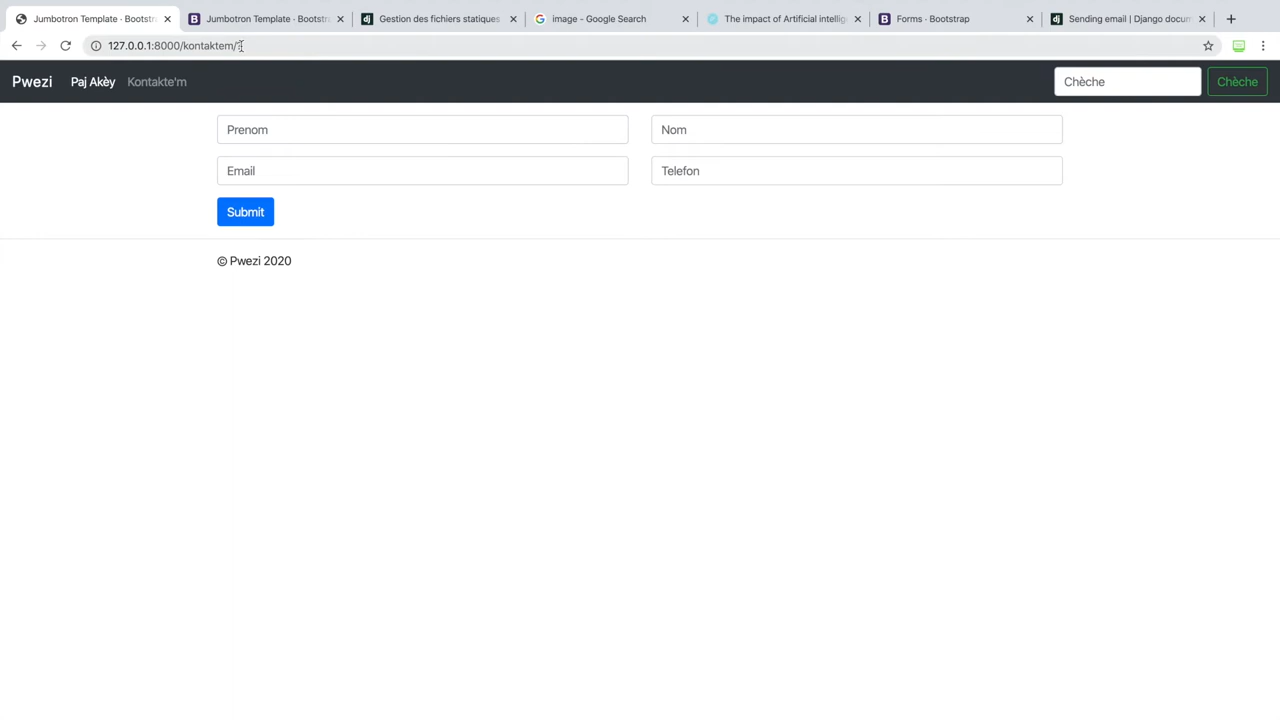 Jumbotron Template · Bootstr
Jumbotron Template · Bootstr
Gestion des fichiers statiques
image - Google Search
The impact of Artificial intellige
Forms · Bootstrap
Sending email | Django docum
127.0.0.1:8000/kontaktem/?
Pwezi
Paj Akèy
Kontakte'm
Chèche
Chèche
Prenom
Nom
Email
Telefon
Submit
© Pwezi 2020